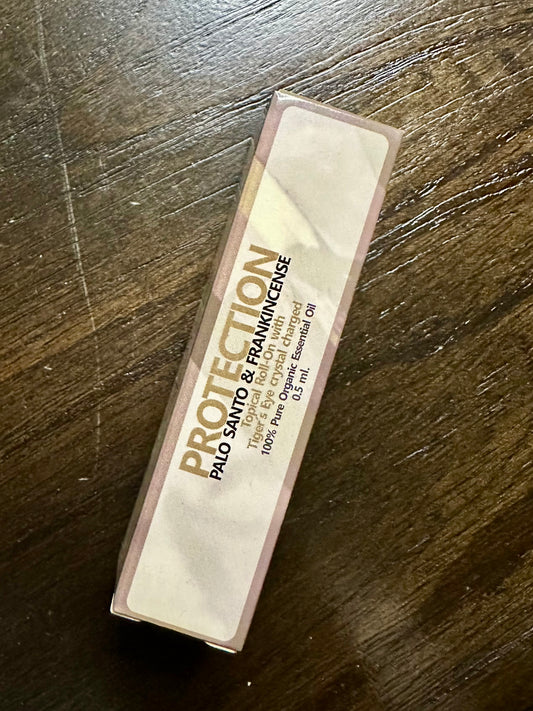 PROTECTION
PALO SANTO & FRANKINCENSE
Topical Roll-On with
Tiger's Eye crystal charged
100% Pure Organic Essential Oil
0.5 ml.